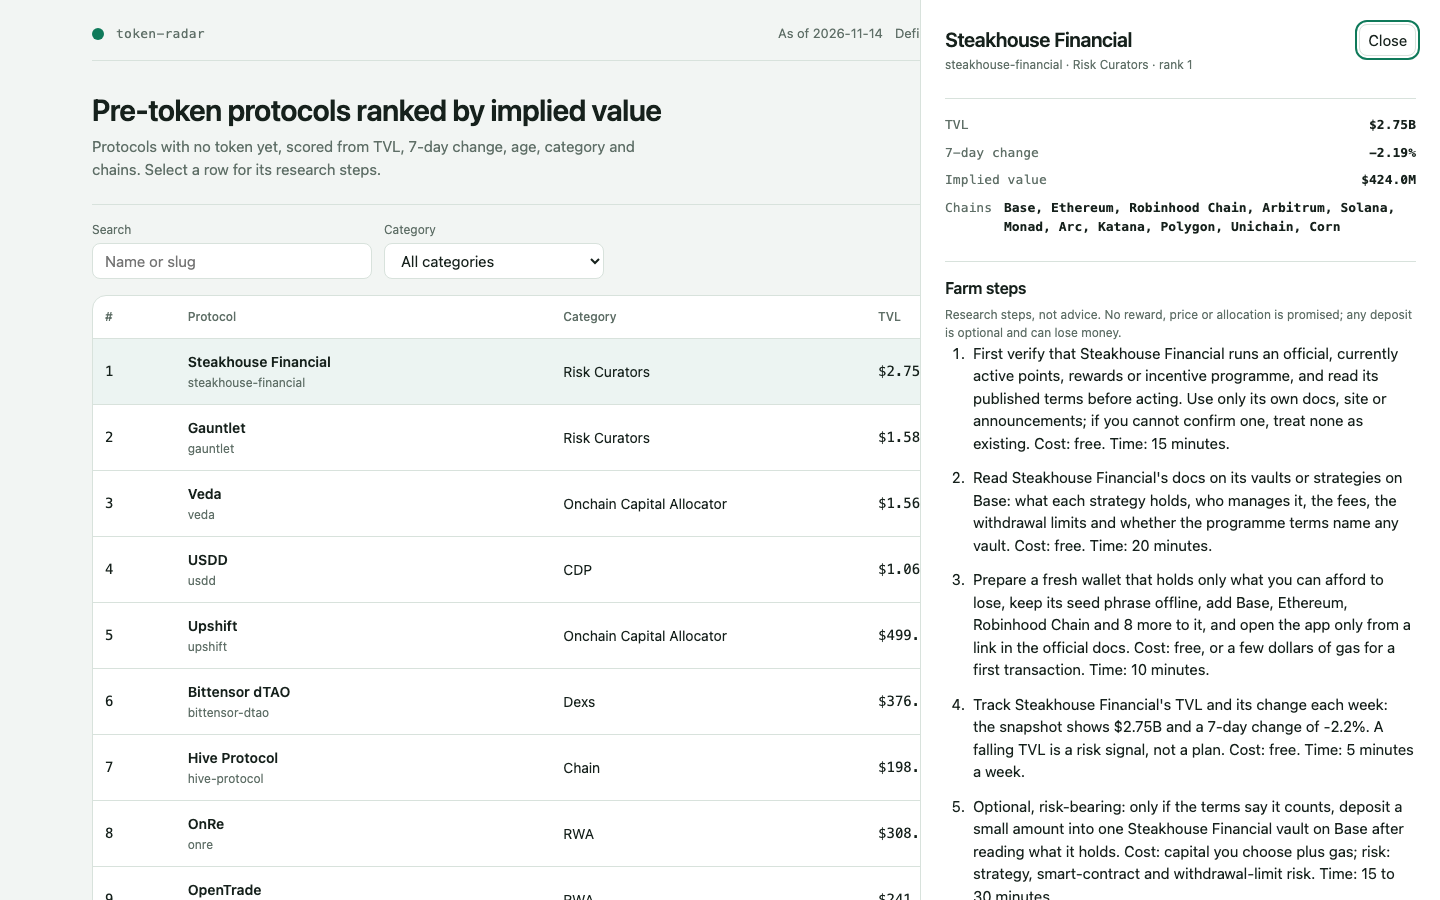 token-radar
As of 2026-11-14 Defi
Pre-token protocols ranked by implied value
Protocols with no token yet, scored from TVL, 7-day change, age, category and
chains. Select a row for its research steps.
Search
Category
Name or slug
All categories
# Protocol Category TVL
1 Steakhouse Financial Risk Curators $2.75
steakhouse-financial
2 Gauntlet Risk Curators $1.58
gauntlet
3 Veda Onchain Capital Allocator $1.56
veda
4 USDD CDP $1.06
usdd
5 Upshift Onchain Capital Allocator $499.
upshift
6 Bittensor dTAO Dexs $376.
bittensor-dtao
7 Hive Protocol Chain $198.
hive-protocol
8 OnRe RWA $308.
onre
9 OpenTrade RWA $241
Steakhouse Financial
Close
steakhouse-financial · Risk Curators · rank 1
TVL $2.75B
7-day change −2.19%
Implied value $424.0M
Chains Base, Ethereum, Robinhood Chain, Arbitrum, Solana,
Monad, Arc, Katana, Polygon, Unichain, Corn
Farm steps
Research steps, not advice. No reward, price or allocation is promised; any deposit
is optional and can lose money.
1. First verify that Steakhouse Financial runs an official, currently
active points, rewards or incentive programme, and read its
published terms before acting. Use only its own docs, site or
announcements; if you cannot confirm one, treat none as
existing. Cost: free. Time: 15 minutes.
2. Read Steakhouse Financial's docs on its vaults or strategies on
Base: what each strategy holds, who manages it, the fees, the
withdrawal limits and whether the programme terms name any
vault. Cost: free. Time: 20 minutes.
3. Prepare a fresh wallet that holds only what you can afford to
lose, keep its seed phrase offline, add Base, Ethereum,
Robinhood Chain and 8 more to it, and open the app only from a
link in the official docs. Cost: free, or a few dollars of gas for a
first transaction. Time: 10 minutes.
4. Track Steakhouse Financial's TVL and its change each week:
the snapshot shows $2.75B and a 7-day change of -2.2%. A
falling TVL is a risk signal, not a plan. Cost: free. Time: 5 minutes
a week.
5. Optional, risk-bearing: only if the terms say it counts, deposit a
small amount into one Steakhouse Financial vault on Base after
reading what it holds. Cost: capital you choose plus gas; risk:
strategy, smart-contract and withdrawal-limit risk. Time: 15 to
30 minutes.